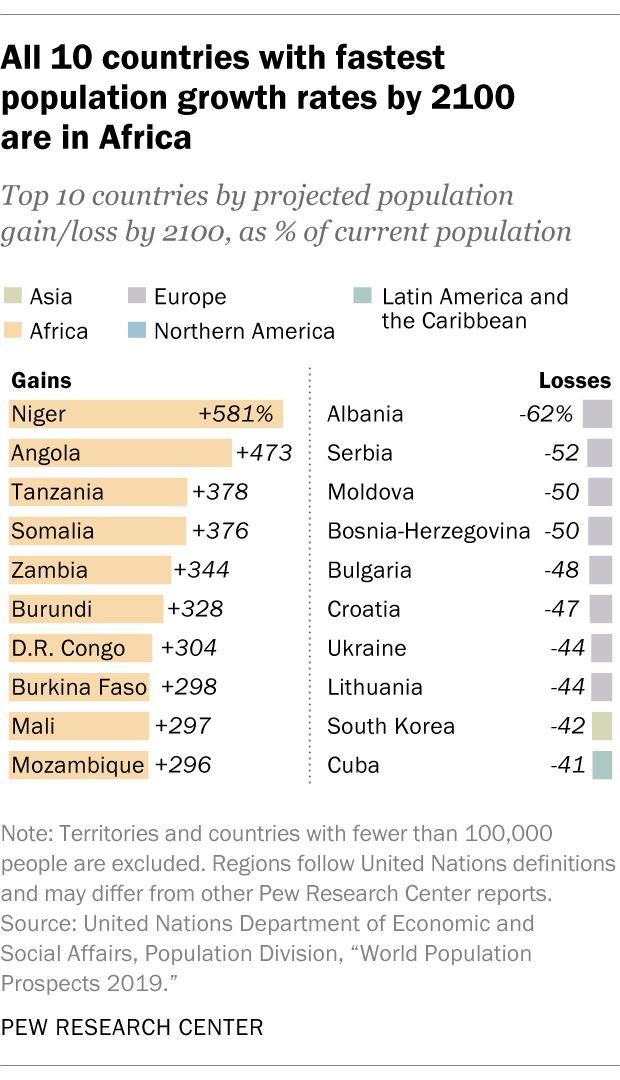 All 10 countries with fastest
population growth rates by 2100
are in Africa
Top 10 countries by projected population
gain/loss by 2100, as % of current population
Asia
Africa
Europe
Northern America
Latin America and
the Caribbean
Gains
Niger +581%
Angola +473
Tanzania +378
Somalia +376
Zambia +344
Burundi +328
D.R. Congo +304
Burkina Faso +298
Mali +297
Mozambique +296
Losses
Albania -62%
Serbia -52
Moldova -50
Bosnia-Herzegovina -50
Bulgaria -48
Croatia -47
Ukraine -44
Lithuania -44
South Korea -42
Cuba -41
Note: Territories and countries with fewer than 100,000
people are excluded. Regions follow United Nations definitions
and may differ from other Pew Research Center reports.
Source: United Nations Department of Economic and
Social Affairs, Population Division, “World Population
Prospects 2019.”
PEW RESEARCH CENTER